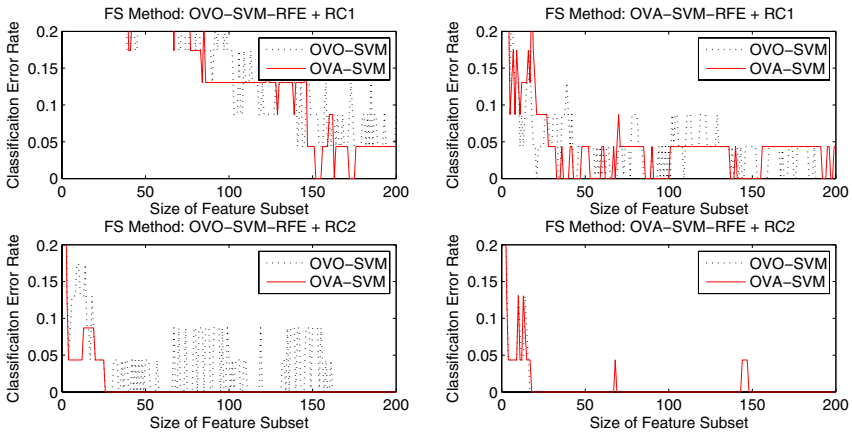 FS Method: OVO-SVM-RFE + RC1
0.2
0.15
0.1
0.05
0
Classificaiton Error Rate
OVO-SVM
OVA-SVM
0 50 100 150 200
Size of Feature Subset
FS Method: OVA-SVM-RFE + RC1
0.2
0.15
0.1
0.05
0
Classificaiton Error Rate
OVO-SVM
OVA-SVM
0 50 100 150 200
Size of Feature Subset
FS Method: OVO-SVM-RFE + RC2
0.2
0.15
0.1
0.05
0
Classificaiton Error Rate
OVO-SVM
OVA-SVM
0 50 100 150 200
Size of Feature Subset
FS Method: OVA-SVM-RFE + RC2
0.2
0.15
0.1
0.05
0
Classificaiton Error Rate
OVO-SVM
OVA-SVM
0 50 100 150 200
Size of Feature Subset